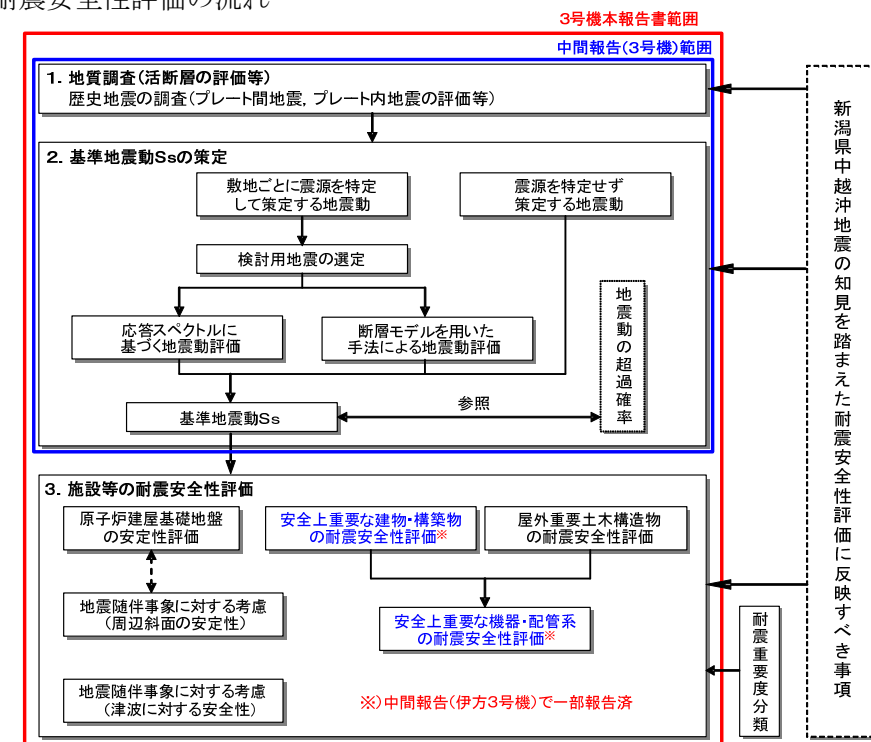 耐震安全性評価の流れ
3号機本報告書範囲
中間報告(3号機)範囲
1. 地質調査(活断層の評価等)
歴史地震の調査(プレート間地震, プレート内地震の評価等)
2. 基準地震動Ssの策定
敷地ごとに震源を特定
して策定する地震動
震源を特定せず
策定する地震動
検討用地震の選定
応答スペクトルに
基づく地震動評価
断層モデルを用いた
手法による地震動評価
地震動の超過確率
基準地震動Ss
参照
3. 施設等の耐震安全性評価
原子炉建屋基礎地盤
の安定性評価
安全上重要な建物・構築物
の耐震安全性評価※
屋外重要土木構造物
の耐震安全性評価
地震随伴事象に対する考慮
(周辺斜面の安定性)
安全上重要な機器・配管系
の耐震安全性評価※
地震随伴事象に対する考慮
(津波に対する安全性)
※)中間報告(伊方3号機)で一部報告済
耐震重要度分類
新潟県中越沖地震の知見を踏まえた耐震安全性評価に反映すべき事項